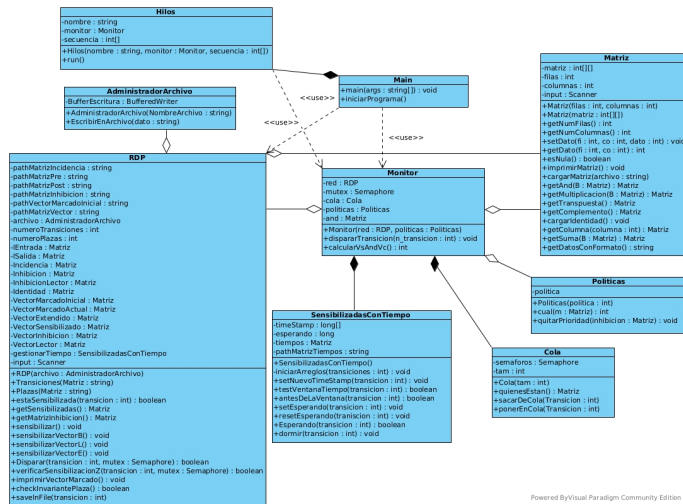 Hilos
-nombre : string
-monitor : Monitor
-secuencia : int[]
+Hilos(nombre : string, monitor : Monitor, secuencia : int[])
+run()
AdministradorArchivo
-BufferEscritura : BufferedWriter
+AdministradorArchivo(NombreArchivo : string)
+EscribirEnArchivo(dato : string)
Main
+main(args : string[]) : void
+iniciarPrograma()
<<use>>
<<use>>
<<use>>
Matriz
-matriz : int[][]
-filas : int
-columnas : int
-input : Scanner
+Matriz(filas : int, columnas : int)
+Matriz(matriz : int[][])
+getNumFilas() : int
+getNumColumnas() : int
+setDato(fi : int, co : int, dato : int) : void
+getDato(fi : int, co : int) : int
+esNula() : boolean
+imprimirMatriz() : void
+cargarMatriz(archivo : string)
+getAnd(B : Matriz) : Matriz
+getMultiplicacion(B : Matriz) : Matriz
+getTranspuesta() : Matriz
+getComplemento() : Matriz
+cargarIdentidad() : void
+getColumna(columna : int) : Matriz
+getSuma(B : Matriz) : Matriz
+getDatosConFormato() : string
RDP
-pathMatrizIncidencia : string
-pathMatrizPre : string
-pathMatrizPost : string
-pathMatrizInhibicion : string
-pathVectorMarcadoInicial : string
-pathMatrizVector : string
-archivo : AdministradorArchivo
-numeroTransiciones : int
-numeroPlazas : int
-IEntrada : Matriz
-ISalida : Matriz
-Incidencia : Matriz
-Inhibicion : Matriz
-InhibicionLector : Matriz
-Identidad : Matriz
-VectorMarcadoInicial : Matriz
-VectorMarcadoActual : Matriz
-VectorExtendido : Matriz
-VectorSensibilizado : Matriz
-VectorInhibicion : Matriz
-VectorLector : Matriz
-gestionarTiempo : SensibilizadasConTiempo
-input : Scanner
+RDP(archivo : AdministradorArchivo)
+Transiciones(Matriz : string)
+Plazas(Matriz : string)
+estaSensibilizada(transicion : int) : boolean
+getSensibilizadas() : Matriz
+getMatrizInhibicion() : Matriz
+sensibilizar() : void
+sensibilizarVectorB() : void
+sensibilizarVectorL() : void
+sensibilizarVectorE() : void
+Disparar(transicion : int, mutex : Semaphore) : boolean
+verificarSensibilizacionZ(transicion : int, mutex : Semaphore) : boolean
+imprimirVectorMarcado() : void
+checkInvariantePlaza() : boolean
+saveInFile(transicion : int)
Monitor
-red : RDP
-mutex : Semaphore
-cola : Cola
-politicas : Politicas
-and : Matriz
+Monitor(red : RDP, politicas : Politicas)
+dispararTransicion(n_transicion : int) : void
+calcularVsAndVc() : int
Politicas
-politica
+Politicas(politica : int)
+cual(m : Matriz) : int
+quitarPrioridad(inhibicion : Matriz) : void
SensibilizadasConTiempo
-timeStamp : long[]
-esperando : long
-tiempos : Matriz
-pathMatrizTiempos : string
+SensibilizadasConTiempo()
-iniciarArreglos(transiciones : int) : void
+setNuevoTimeStamp(transicion : int) : void
+testVentanaTiempo(transicion : int) : boolean
+antesDeLaVentana(transicion : int) : boolean
+setEsperando(transicion : int) : void
+resetEsperando(transicion : int) : void
+Esperando(transicion : int) : boolean
+dormir(transicion : int) : void
Cola
-semaforos : Semaphore
-tam : int
+Cola(tam : int)
+quienesEstan() : Matriz
+sacarDeCola(Transicion : int)
+ponerEnCola(Transicion : int)
Powered ByVisual Paradigm Community Edition